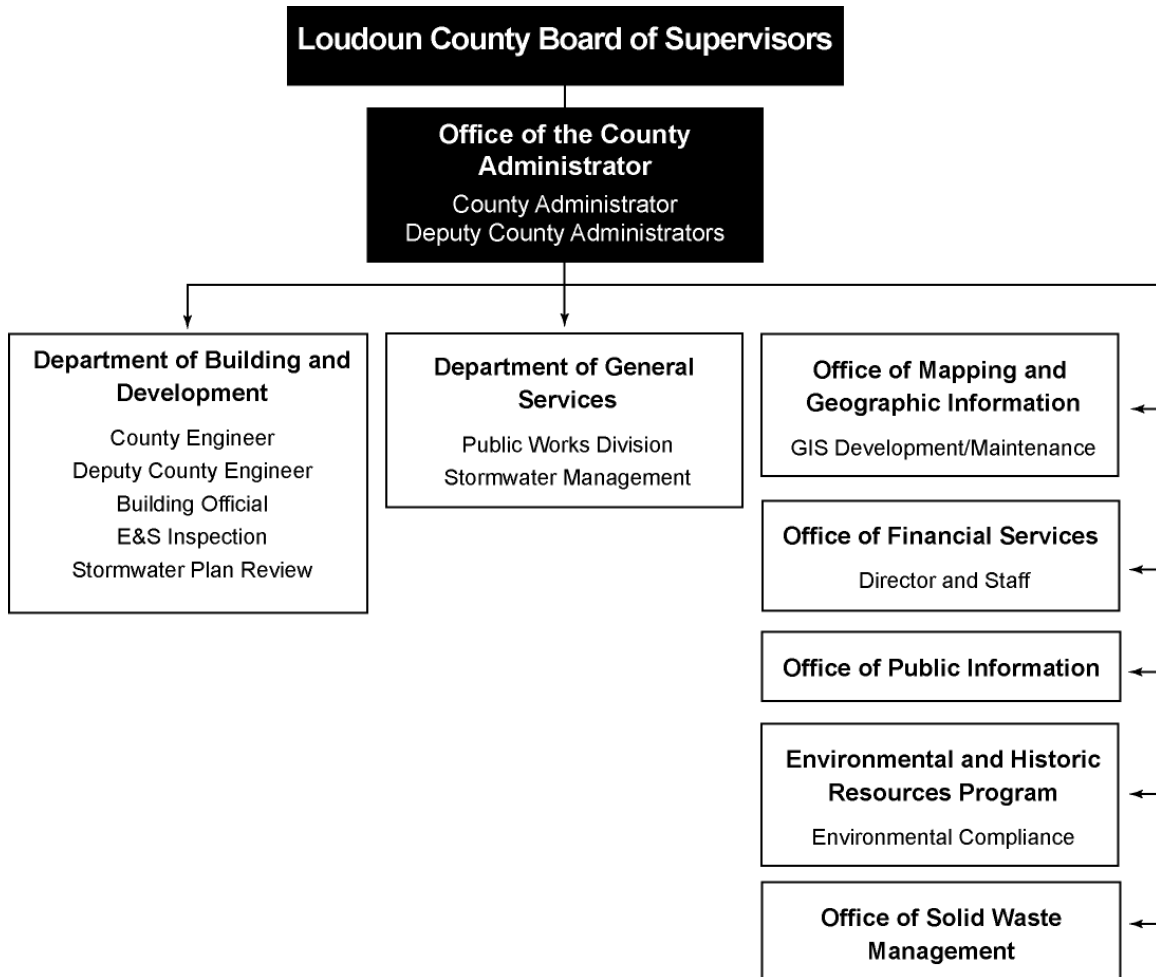 Loudoun County Board of Supervisors
Office of the County
Administrator
County Administrator
Deputy County Administrators
Department of Building and
Development
County Engineer
Deputy County Engineer
Building Official
E&S Inspection
Stormwater Plan Review
Department of General
Services
Public Works Division
Stormwater Management
Office of Mapping and
Geographic Information
GIS Development/Maintenance
Office of Financial Services
Director and Staff
Office of Public Information
Environmental and Historic
Resources Program
Environmental Compliance
Office of Solid Waste
Management